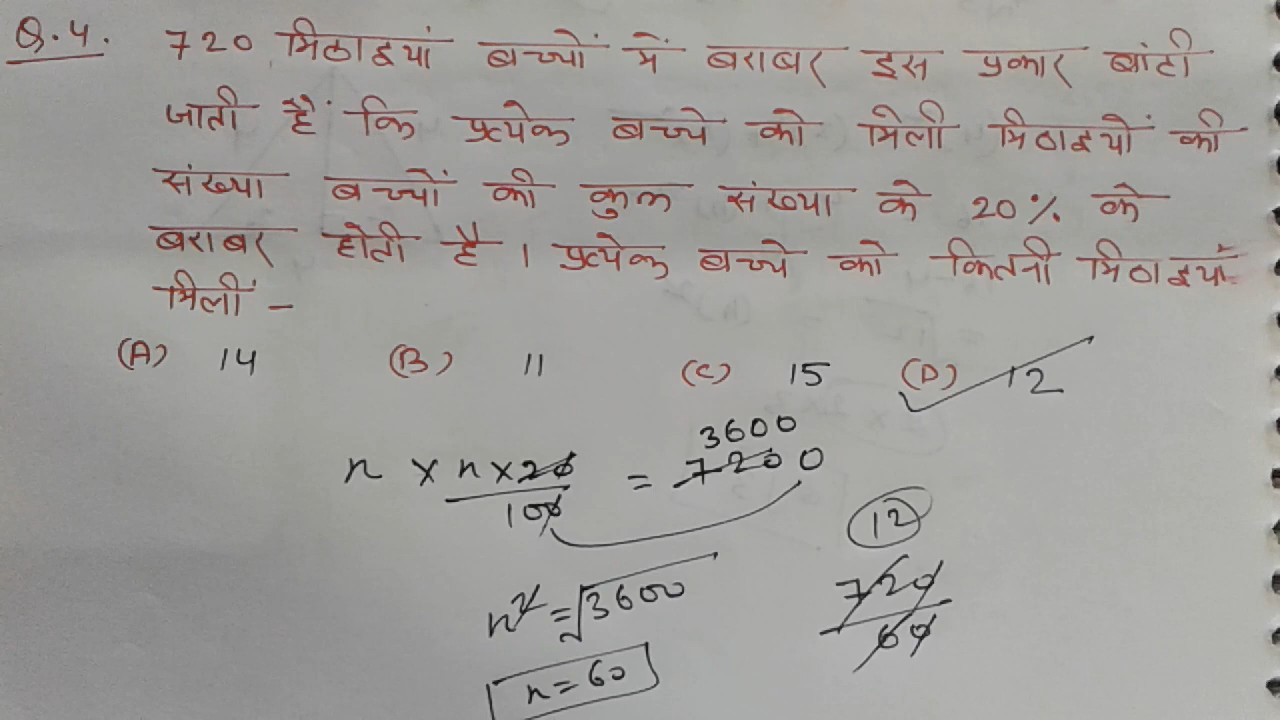 Q.4. 720 मिठाइयां बच्चों में बराबर इस प्रकार बांटी
जाती हैं कि प्रत्येक बच्चे को मिली मिठाइयों की
संख्या बच्चों की कुल संख्या के 20% के
बराबर होती है। प्रत्येक बच्चे को कितनी मिठाइयाँ
मिलीं -
(A) 14 (B) 11 (C) 15 (D) 12
3600
n × n×20 = 7200
100
12
n² = √3600
720
60
n = 60